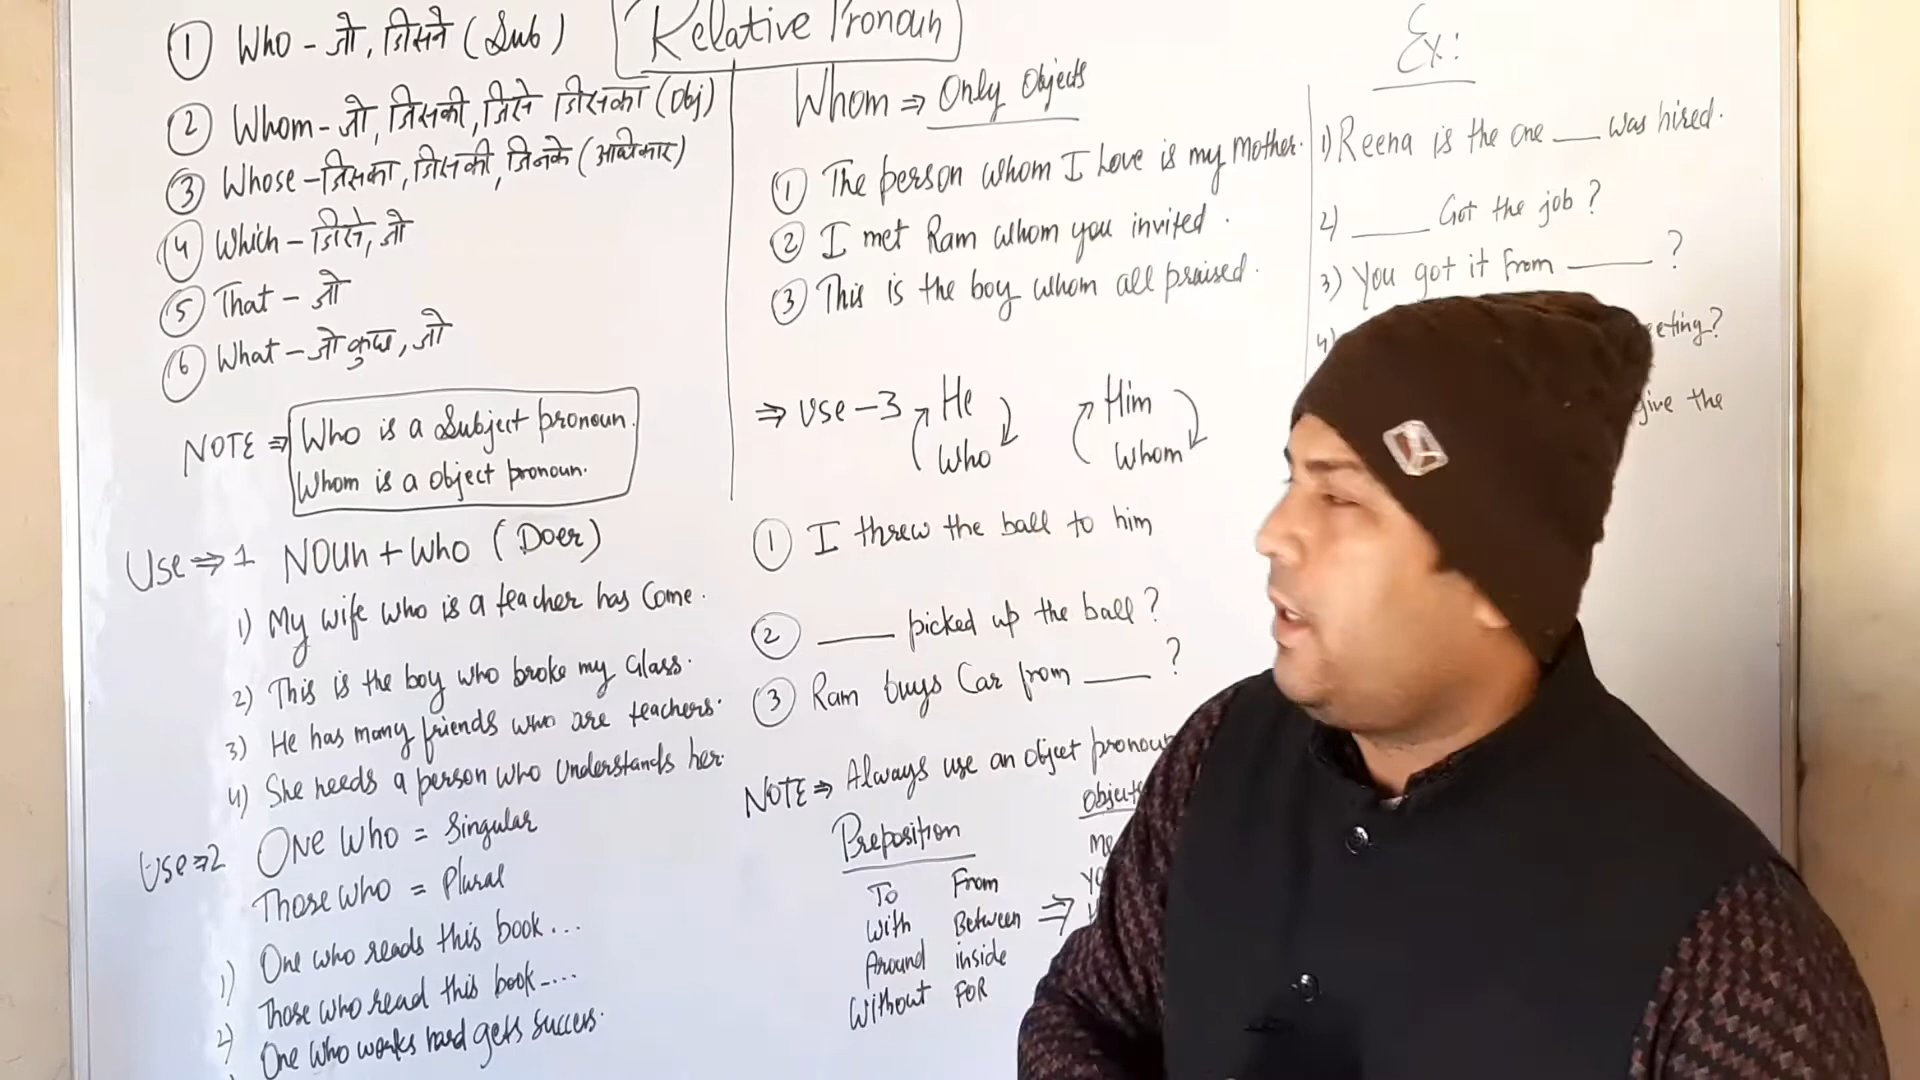 Relative Pronoun
① Who - जो, जिसने (Sub)
② Whom - जो, जिसकी, जिसे जिसका (Obj)
③ Whose - जिसका, जिसकी, जिनके (अधिकार)
④ Which - जिसे, जो
⑤ That - जो
⑥ What - जो कुछ, जो
NOTE ⇒ Who is a Subject pronoun.
Whom is a object pronoun.
Use ⇒ 1 NOUN + WHO (Doer)
1) My wife who is a teacher has Come.
2) This is the boy who broke my Glass.
3) He has many friends who are teachers.
4) She needs a person who understands her.
Use ⇒ 2 ONE WHO = Singular
Those WHO = Plural
1) One who reads this book...
2) Those who read this book-...
One who works hard gets success.
Whom ⇒ Only Objects
① The person whom I Love is my Mother.
② I met Ram whom you invited.
③ This is the boy whom all praised.
⇒ Use - 3 He Him
Who Whom
① I threw the ball to him
② ____ picked up the ball?
③ Ram buys Car from ____ ?
NOTE ⇒ Always use an object pronoun
Preposition Objects
To From Me
With Between ⇒
Around inside
Without FOR
Ex:
1) Reena is the one ___ was hired.
2) ____ Got the job?
3) You got it from ____ ?
4) eeting?
give the